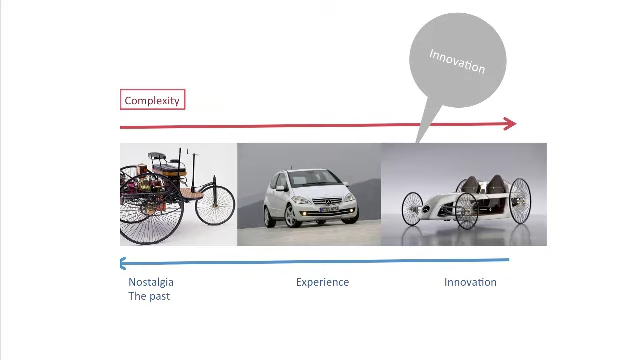 Innovation
Complexity
Nostalgia
The past
Experience
Innovation